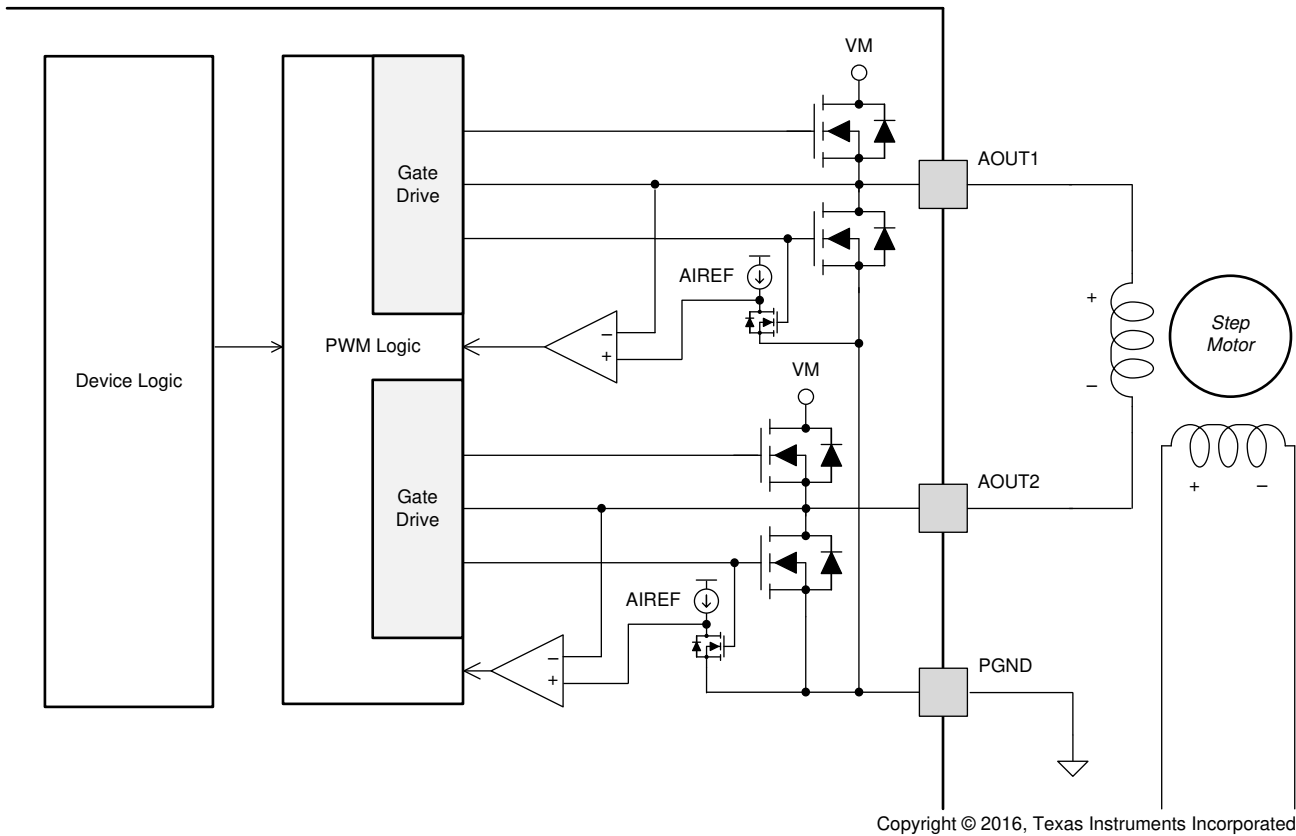 VM
AOUT1
Gate
Drive
AIREF
+
Step
Motor
−
+
PWM Logic
−
Device Logic
VM
AOUT2
Gate
Drive
+ −
AIREF
−
+
PGND
Copyright © 2016, Texas Instruments Incorporated